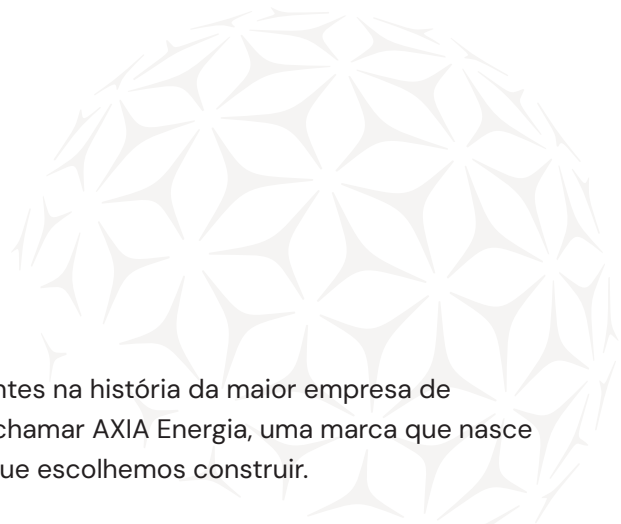 ntes na história da maior empresa de
chamar AXIA Energia, uma marca que nasce
ue escolhemos construir.